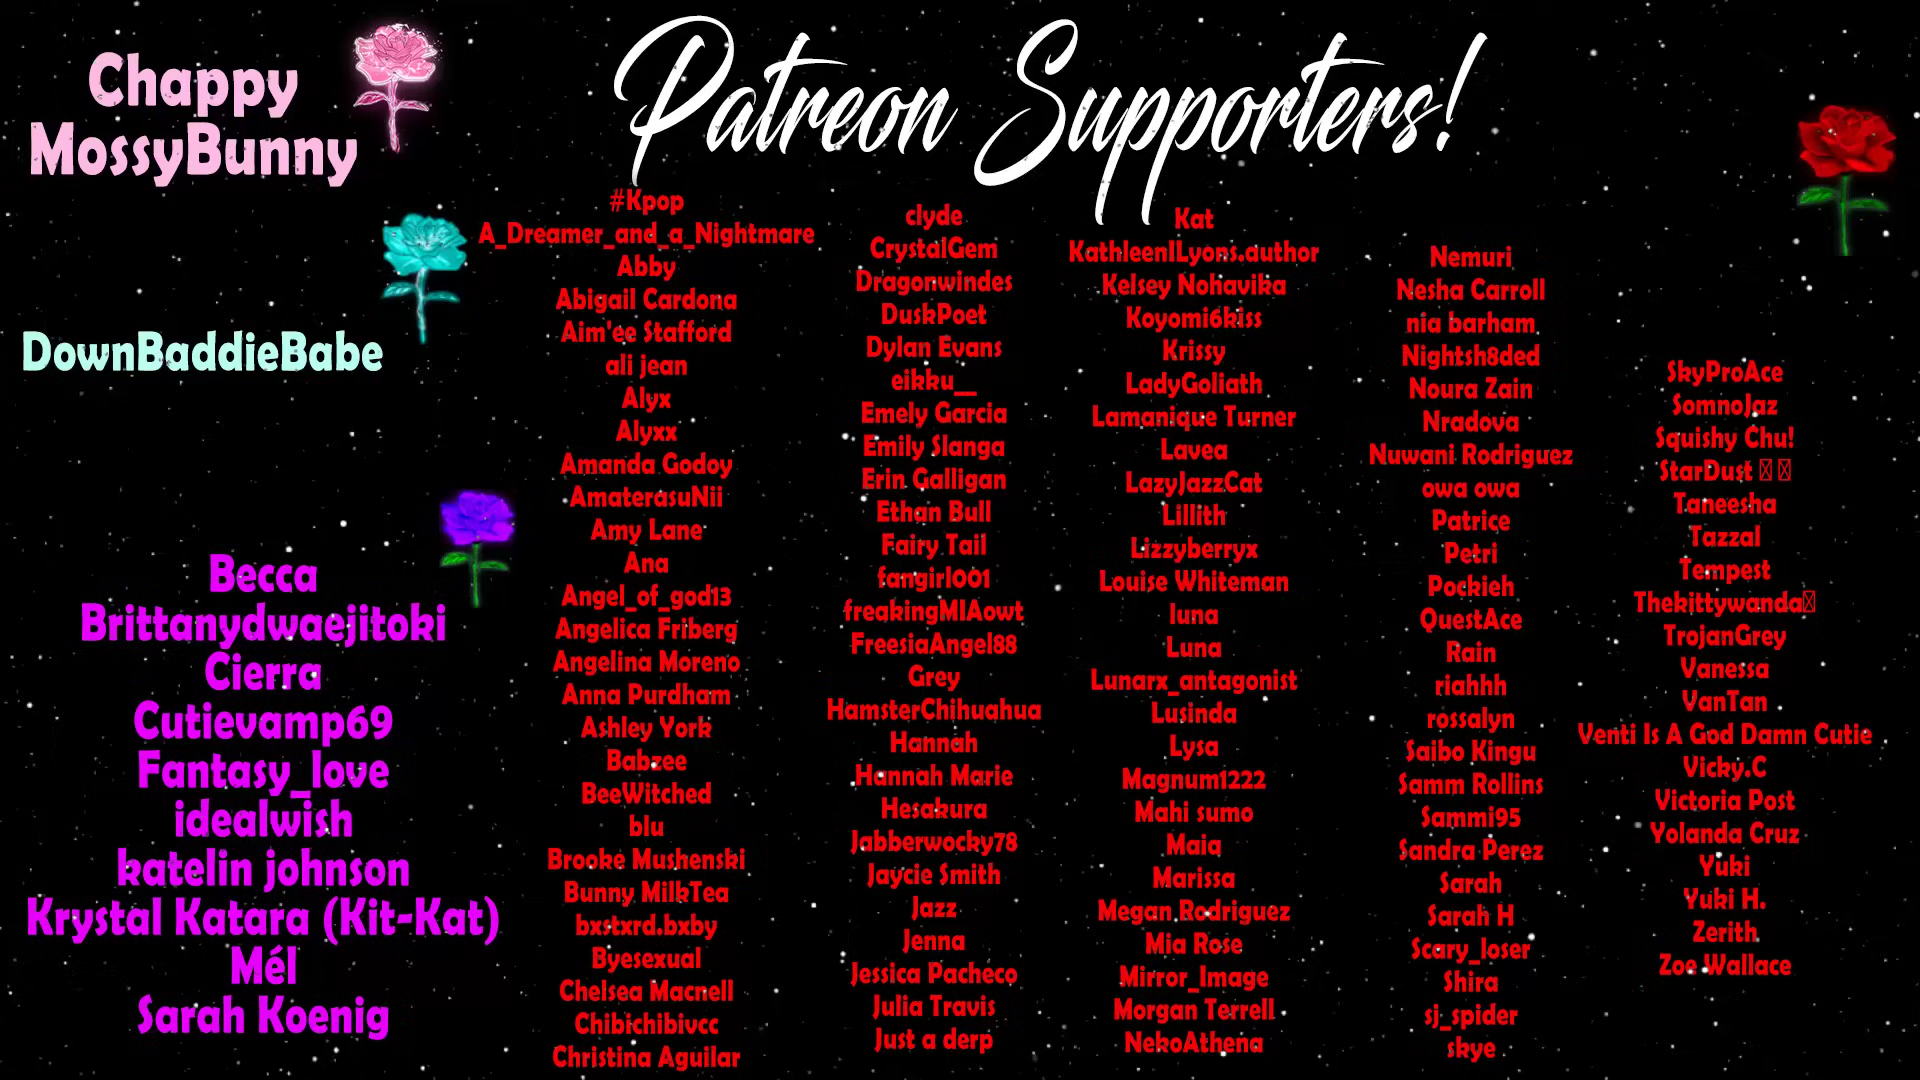 Patreon Supporters!
Chappy
MossyBunny
DownBaddieBabe
Becca
Brittanydwaejitoki
Cierra
Cutievamp69
Fantasy_love
idealwish
katelin johnson
Krystal Katara (Kit-Kat)
Mél
Sarah Koenig
#Kpop
A_Dreamer_and_a_Nightmare
Abby
Abigail Cardona
Aim'ee Stafford
ali jean
Alyx
Alyxx
Amanda Godoy
AmaterasuNii
Amy Lane
Ana
Angel_of_god13
Angelica Friberg
Angelina Moreno
Anna Purdham
Ashley York
Babzee
BeeWitched
blu
Brooke Mushenski
Bunny MilkTea
bxstxrd.bxby
Byesexual
Chelsea Macnell
Chibichibivcc
Christina Aguilar
clyde
CrystalGem
Dragonwindes
DuskPoet
Dylan Evans
eikku__
Emely Garcia
Emily Slanga
Erin Galligan
Ethan Bull
Fairy Tail
fangirl001
freakingMIAowt
FreesiaAngel88
Grey
HamsterChihuahua
Hannah
Hannah Marie
Hesakura
Jabberwocky78
Jaycie Smith
Jazz
Jenna
Jessica Pacheco
Julia Travis
Just a derp
Kat
KathleenILyons.author
Kelsey Nohavika
Koyomi6kiss
Krissy
LadyGoliath
Lamanique Turner
Lavea
LazyJazzCat
Lillith
Lizzyberryx
Louise Whiteman
luna
Luna
Lunarx_antagonist
Lusinda
Lysa
Magnum1222
Mahi sumo
Maia
Marissa
Megan Rodriguez
Mia Rose
Mirror_Image
Morgan Terrell
NekoAthena
Nemuri
Nesha Carroll
nia barham
Nightsh8ded
Noura Zain
Nradova
Nuwani Rodriguez
owa owa
Patrice
Petri
Pockieh
QuestAce
Rain
riahhh
rossalyn
Saibo Kingu
Samm Rollins
Sammi95
Sandra Perez
Sarah
Sarah H
Scary_loser
Shira
sj_spider
skye
SkyProAce
SomnoJaz
Squishy Chu!
StarDust
Taneesha
Tazzal
Tempest
Thekittywanda
TrojanGrey
Vanessa
VanTan
Venti Is A God Damn Cutie
Vicky.C
Victoria Post
Yolanda Cruz
Yuki
Yuki H.
Zerith
Zoe Wallace